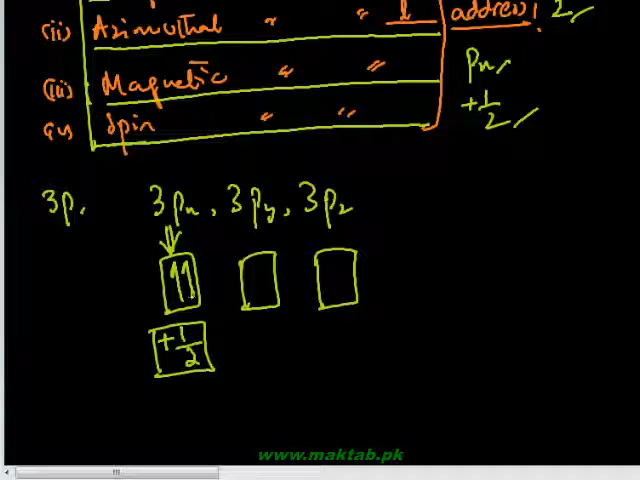 (ii) Azimuthal " " l address! 2,
(iii) Magnetic " "
(iv) Spin " "
Px,
+1/2
3p. 3px, 3py, 3pz
+1/2
www.maktab.pk